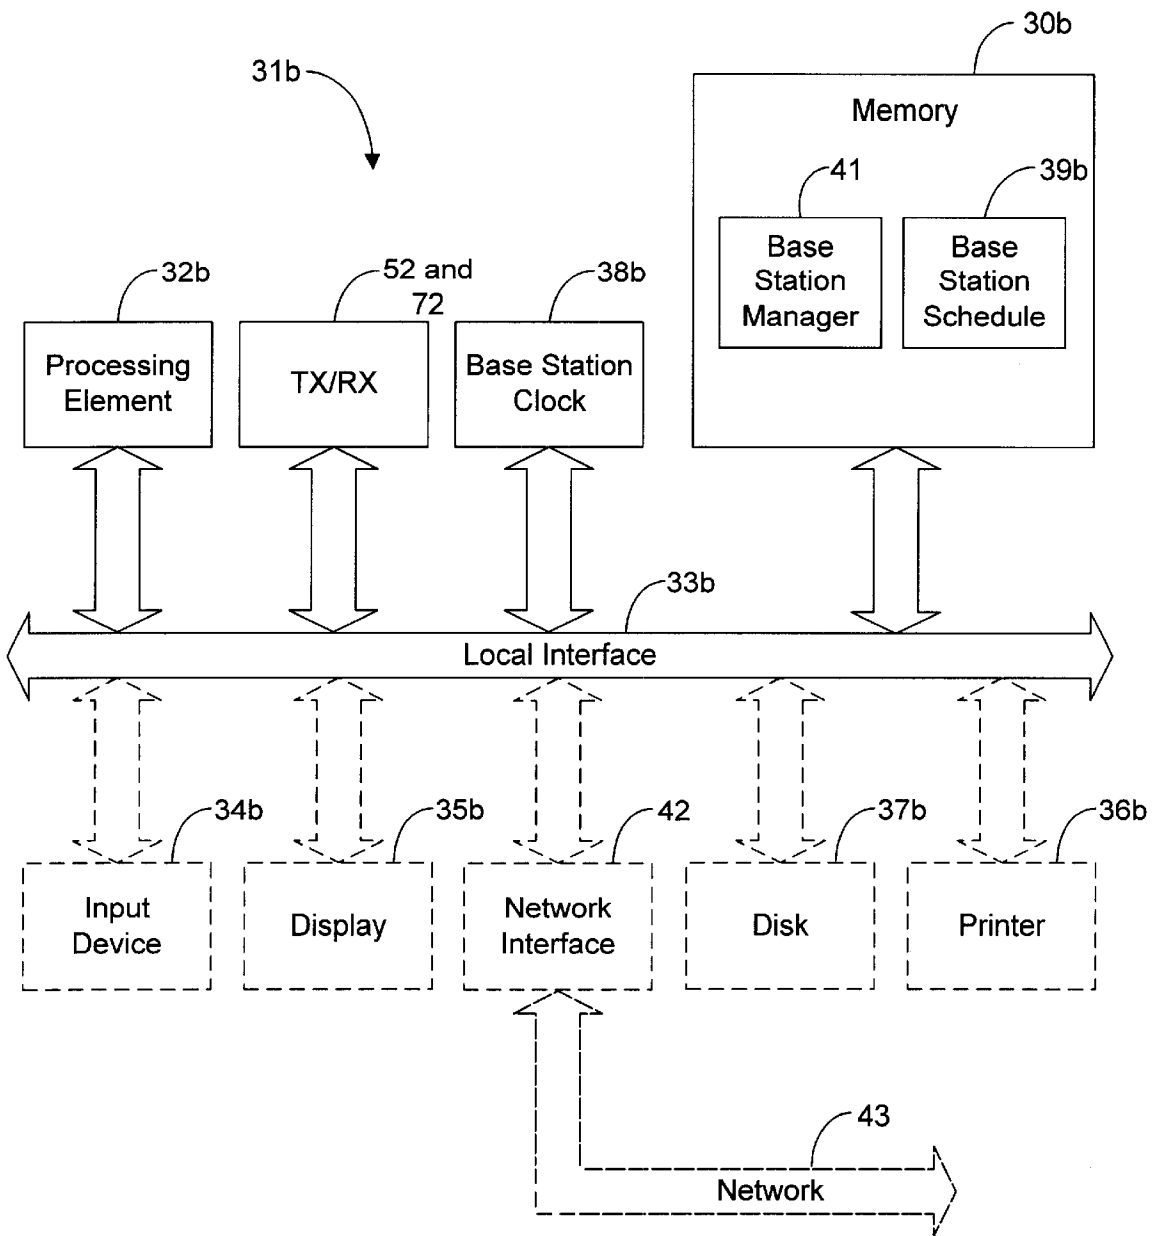 30b
31b
Memory
41
39b
Base
Station
Manager
Base
Station
Schedule
32b
52 and
72
38b
Processing
Element
TX/RX
Base Station
Clock
33b
Local Interface
34b
35b
42
37b
36b
Input
Device
Display
Network
Interface
Disk
Printer
43
Network